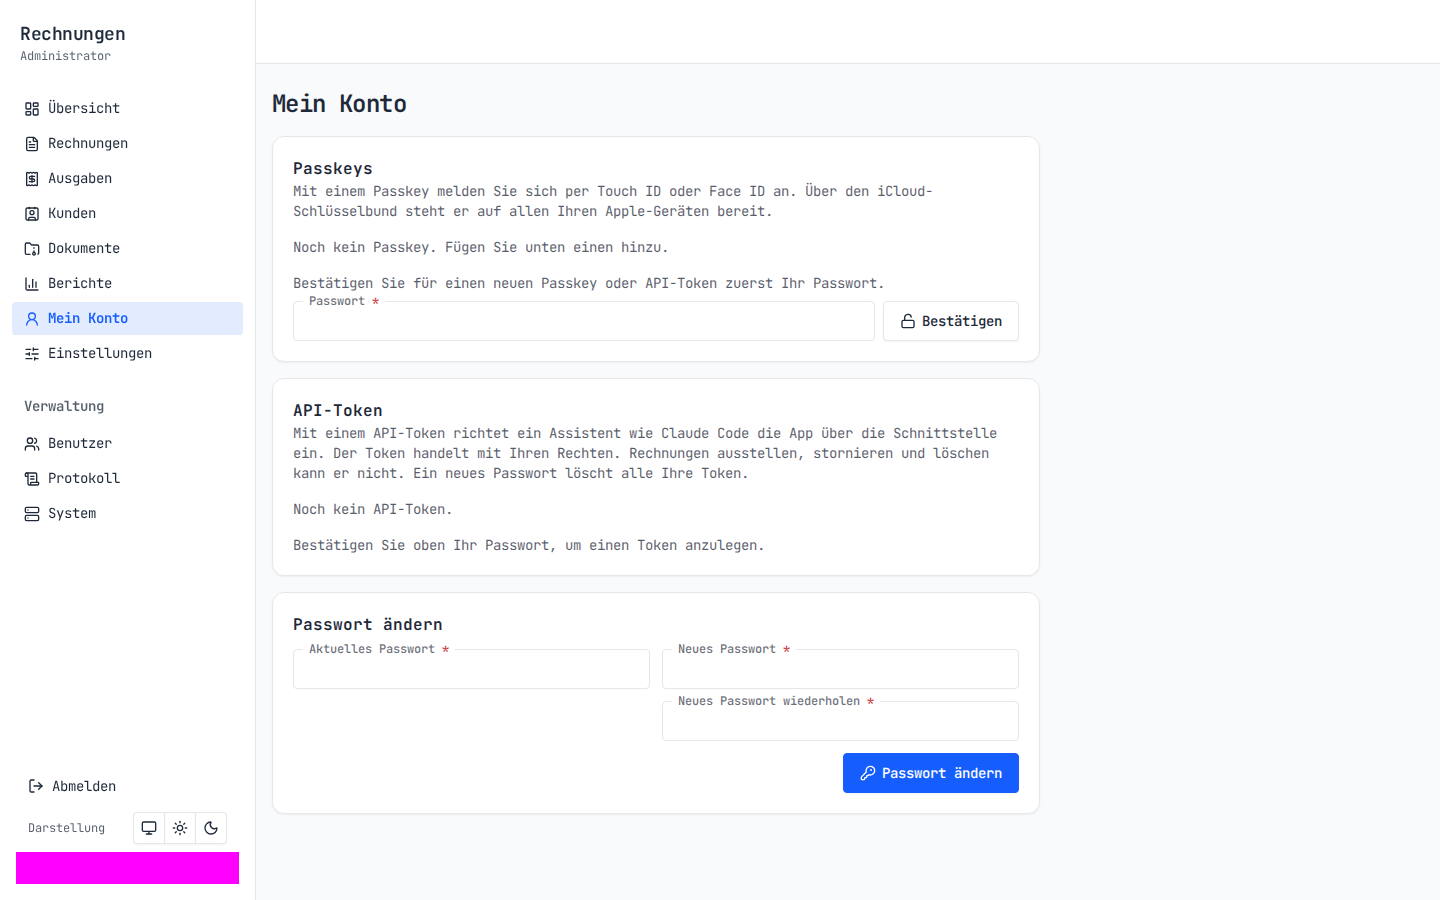 Rechnungen
Administrator
Übersicht
Rechnungen
Ausgaben
Kunden
Dokumente
Berichte
Mein Konto
Einstellungen
Verwaltung
Benutzer
Protokoll
System
Abmelden
Darstellung
Mein Konto
Passkeys
Mit einem Passkey melden Sie sich per Touch ID oder Face ID an. Über den iCloud-
Schlüsselbund steht er auf allen Ihren Apple-Geräten bereit.
Noch kein Passkey. Fügen Sie unten einen hinzu.
Bestätigen Sie für einen neuen Passkey oder API-Token zuerst Ihr Passwort.
Passwort *
Bestätigen
API-Token
Mit einem API-Token richtet ein Assistent wie Claude Code die App über die Schnittstelle
ein. Der Token handelt mit Ihren Rechten. Rechnungen ausstellen, stornieren und löschen
kann er nicht. Ein neues Passwort löscht alle Ihre Token.
Noch kein API-Token.
Bestätigen Sie oben Ihr Passwort, um einen Token anzulegen.
Passwort ändern
Aktuelles Passwort *
Neues Passwort *
Neues Passwort wiederholen *
Passwort ändern